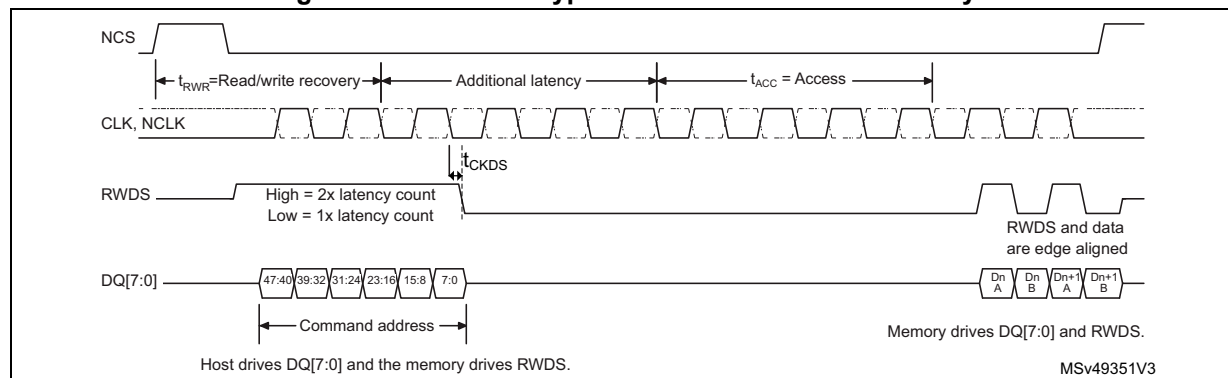 NCS
tRWR=Read/write recovery Additional latency tACC = Access
CLK, NCLK
tCKDS
RWDS
High = 2x latency count
Low = 1x latency count
RWDS and data
are edge aligned
DQ[7:0]
47:40 39:32 31:24 23:16 15:8 7:0
Dn A Dn B Dn+1 A Dn+1 B
Command address
Memory drives DQ[7:0] and RWDS.
Host drives DQ[7:0] and the memory drives RWDS.
MSv49351V3